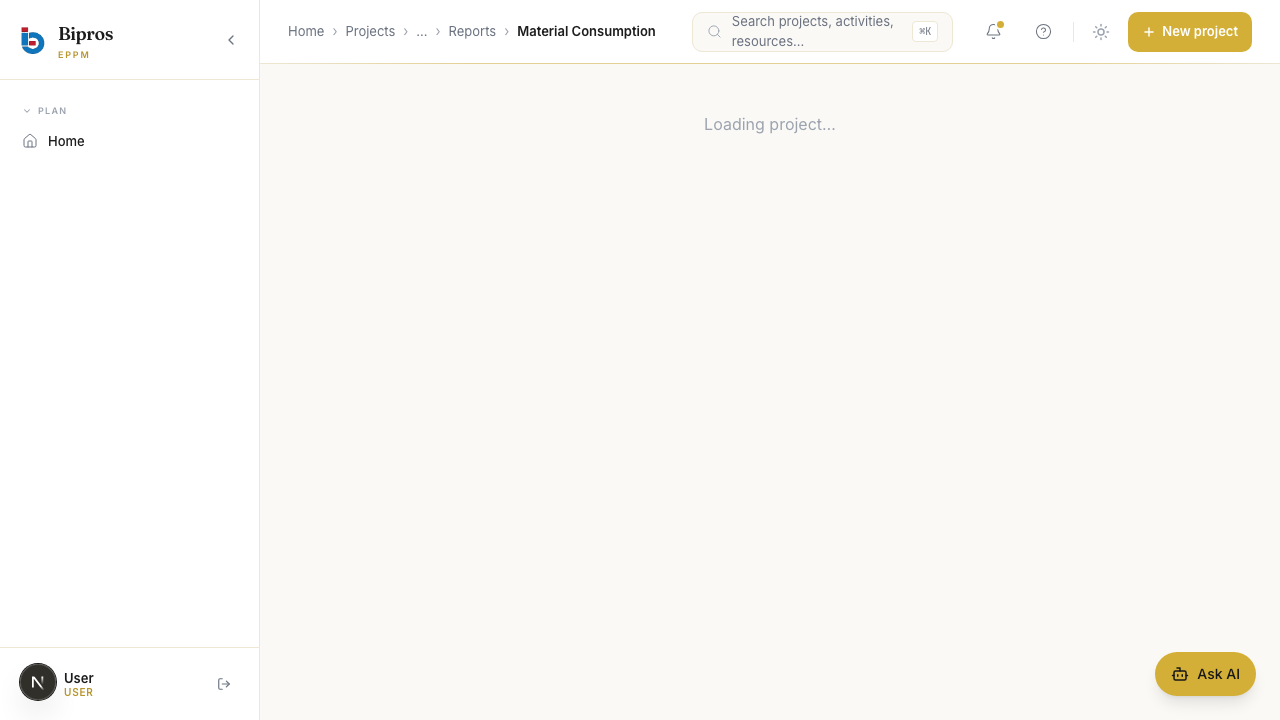 Bipros
EPPM
PLAN
Home
User
USER
Home › Projects › ... › Reports › Material Consumption
Search projects, activities, resources...
⌘K
New project
Loading project...
Ask AI